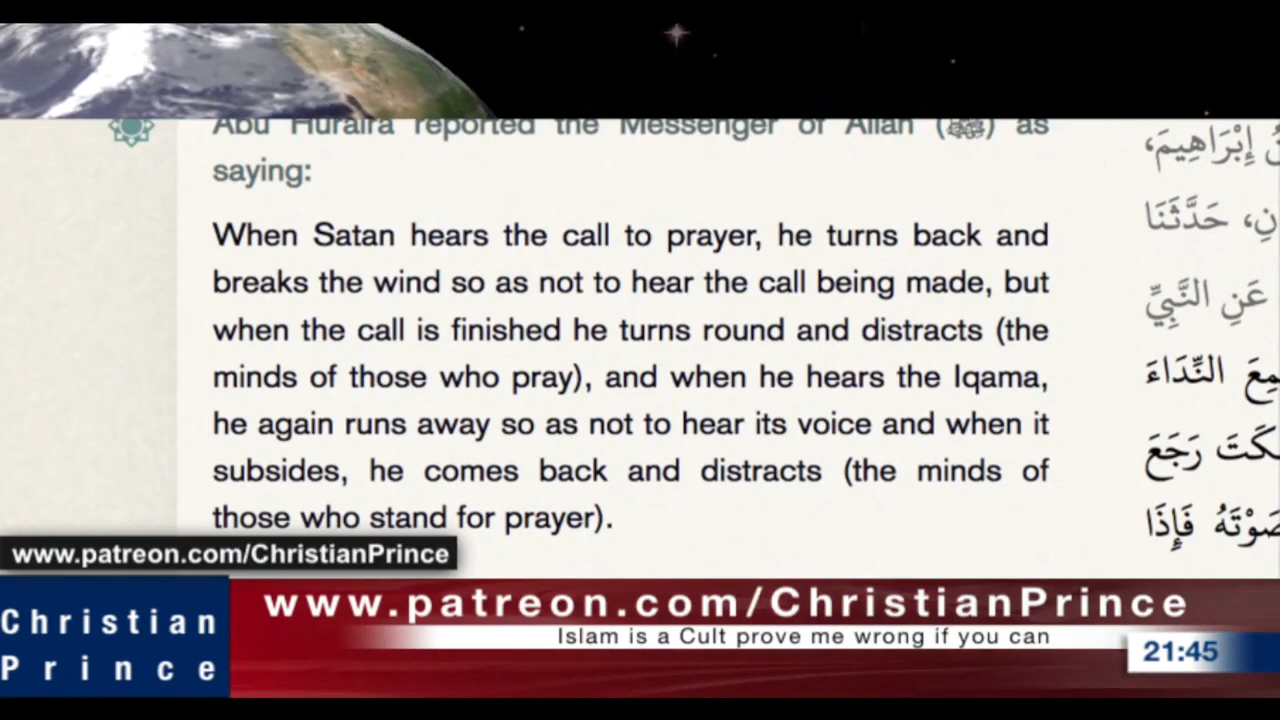 Abu Huraira reported the Messenger of Allah (ﷺ) as
saying:
When Satan hears the call to prayer, he turns back and
breaks the wind so as not to hear the call being made, but
when the call is finished he turns round and distracts (the
minds of those who pray), and when he hears the Iqama,
he again runs away so as not to hear its voice and when it
subsides, he comes back and distracts (the minds of
those who stand for prayer).
إِبْرَاهِيمَ،
حَدَّثَنَا
عَنِ النَّبِيِّ
النِّدَاءَ
رَجَعَ
صَوْتَهُ فَإِذَا
www.patreon.com/ChristianPrince
Christian
Prince
www.patreon.com/ChristianPrince
Islam is a Cult prove me wrong if you can
21:45